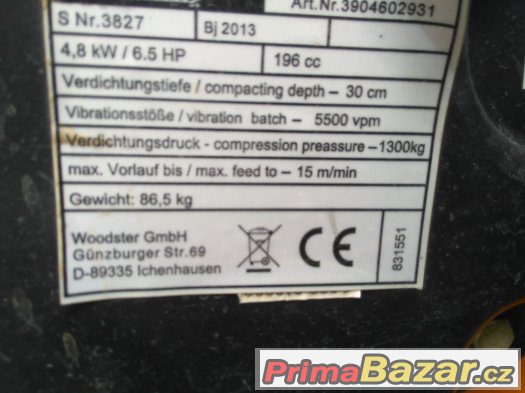 Art.Nr.3904602931
S Nr.3827 Bj 2013
4,8 kW / 6.5 HP 196 cc
Verdichtungstiefe / compacting depth – 30 cm
Vibrationsstöße / vibration batch – 5500 vpm
Verdichtungsdruck - compression preassure –1300kg
max. Vorlauf bis / max. feed to – 15 m/min
Gewicht: 86,5 kg
Woodster GmbH
Günzburger Str.69
D-89335 Ichenhausen
CE
831551
PrimaBazar.cz